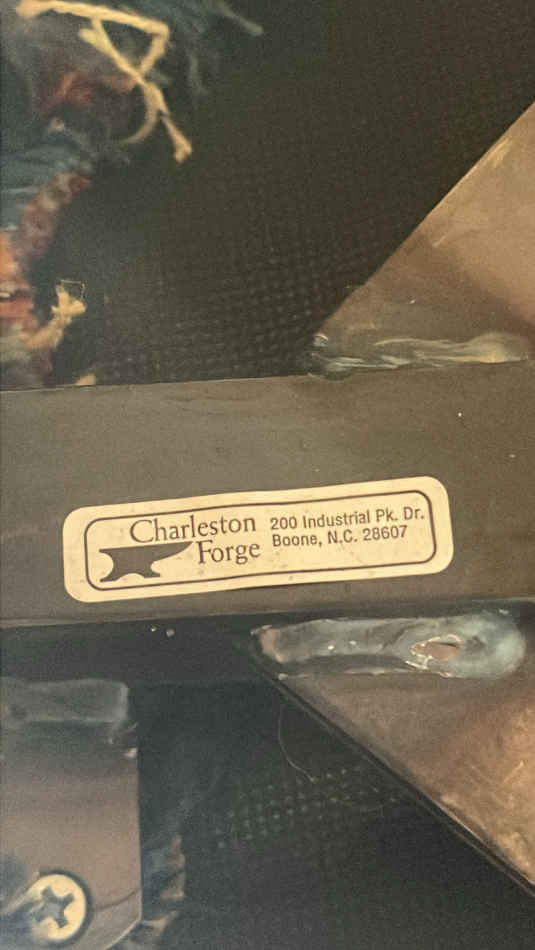 Charleston
Forge
200 Industrial Pk. Dr.
Boone, N.C. 28607